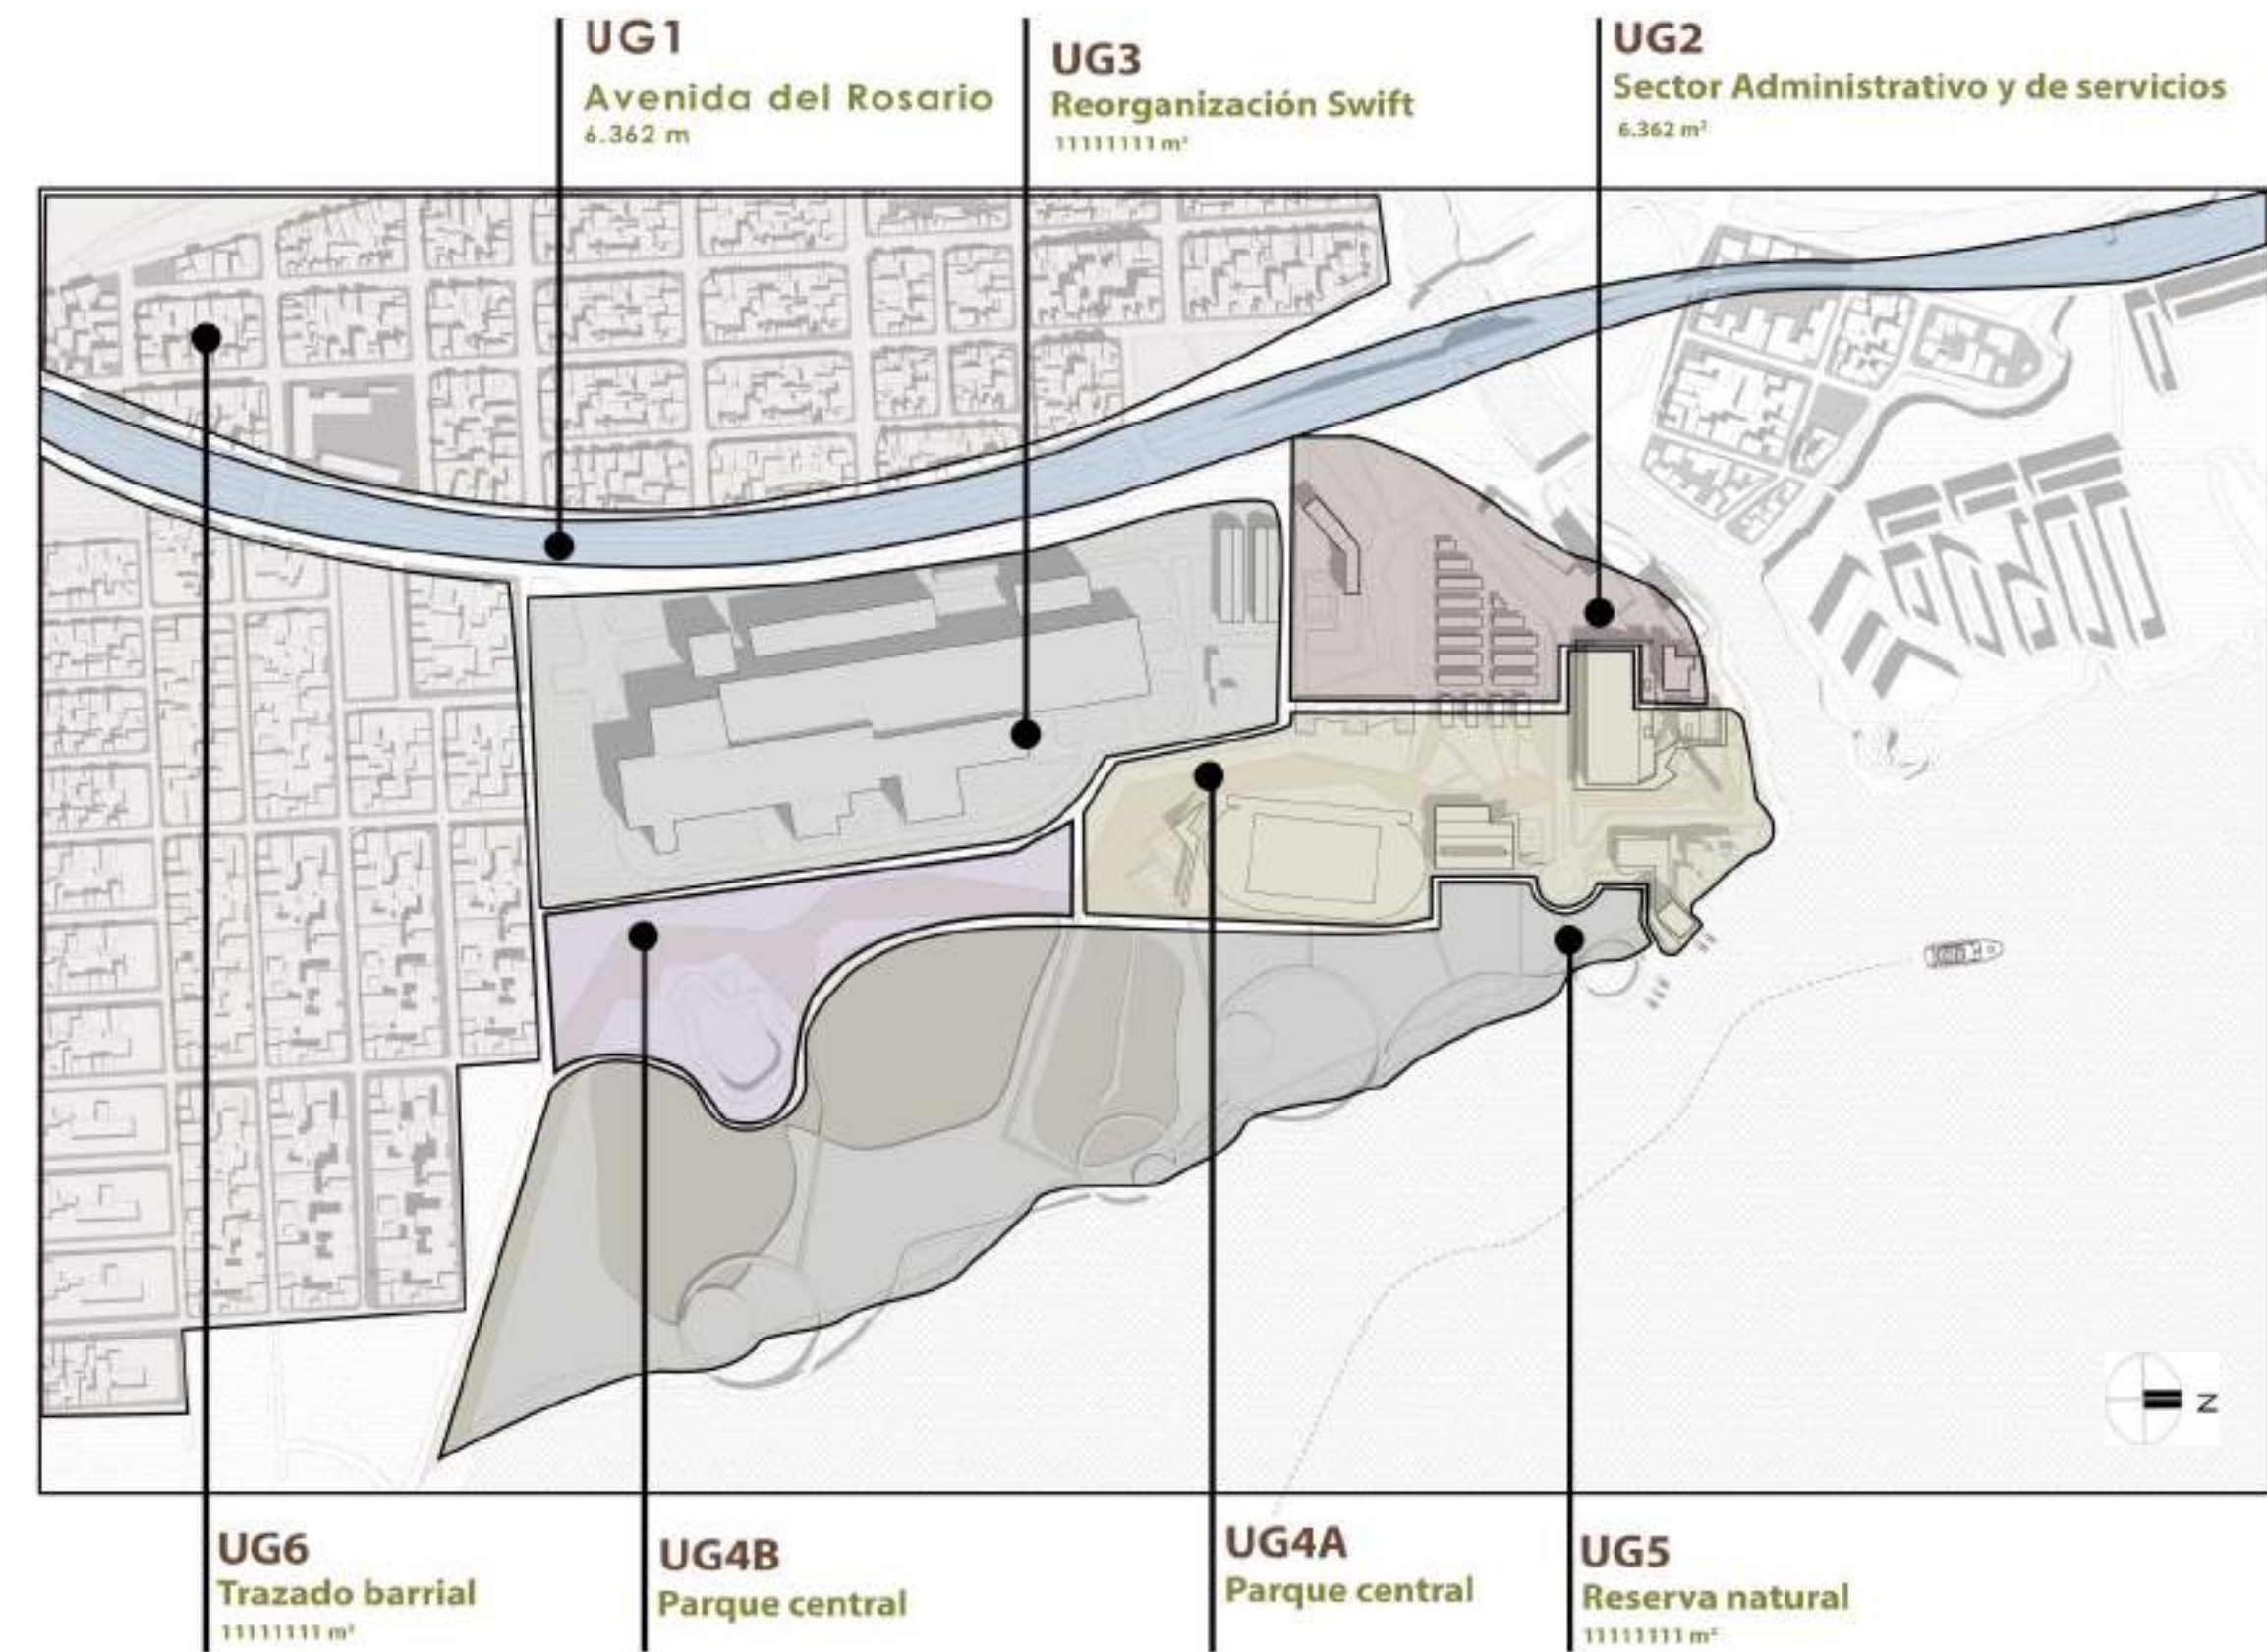 UG1
Avenida del Rosario
6.362 m
UG3
Reorganización Swift
11111111 m²
UG2
Sector Administrativo y de servicios
6.362 m²
N
UG6
Trazado barrial
11111111 m²
UG4B
Parque central
UG4A
Parque central
UG5
Reserva natural
11111111 m²